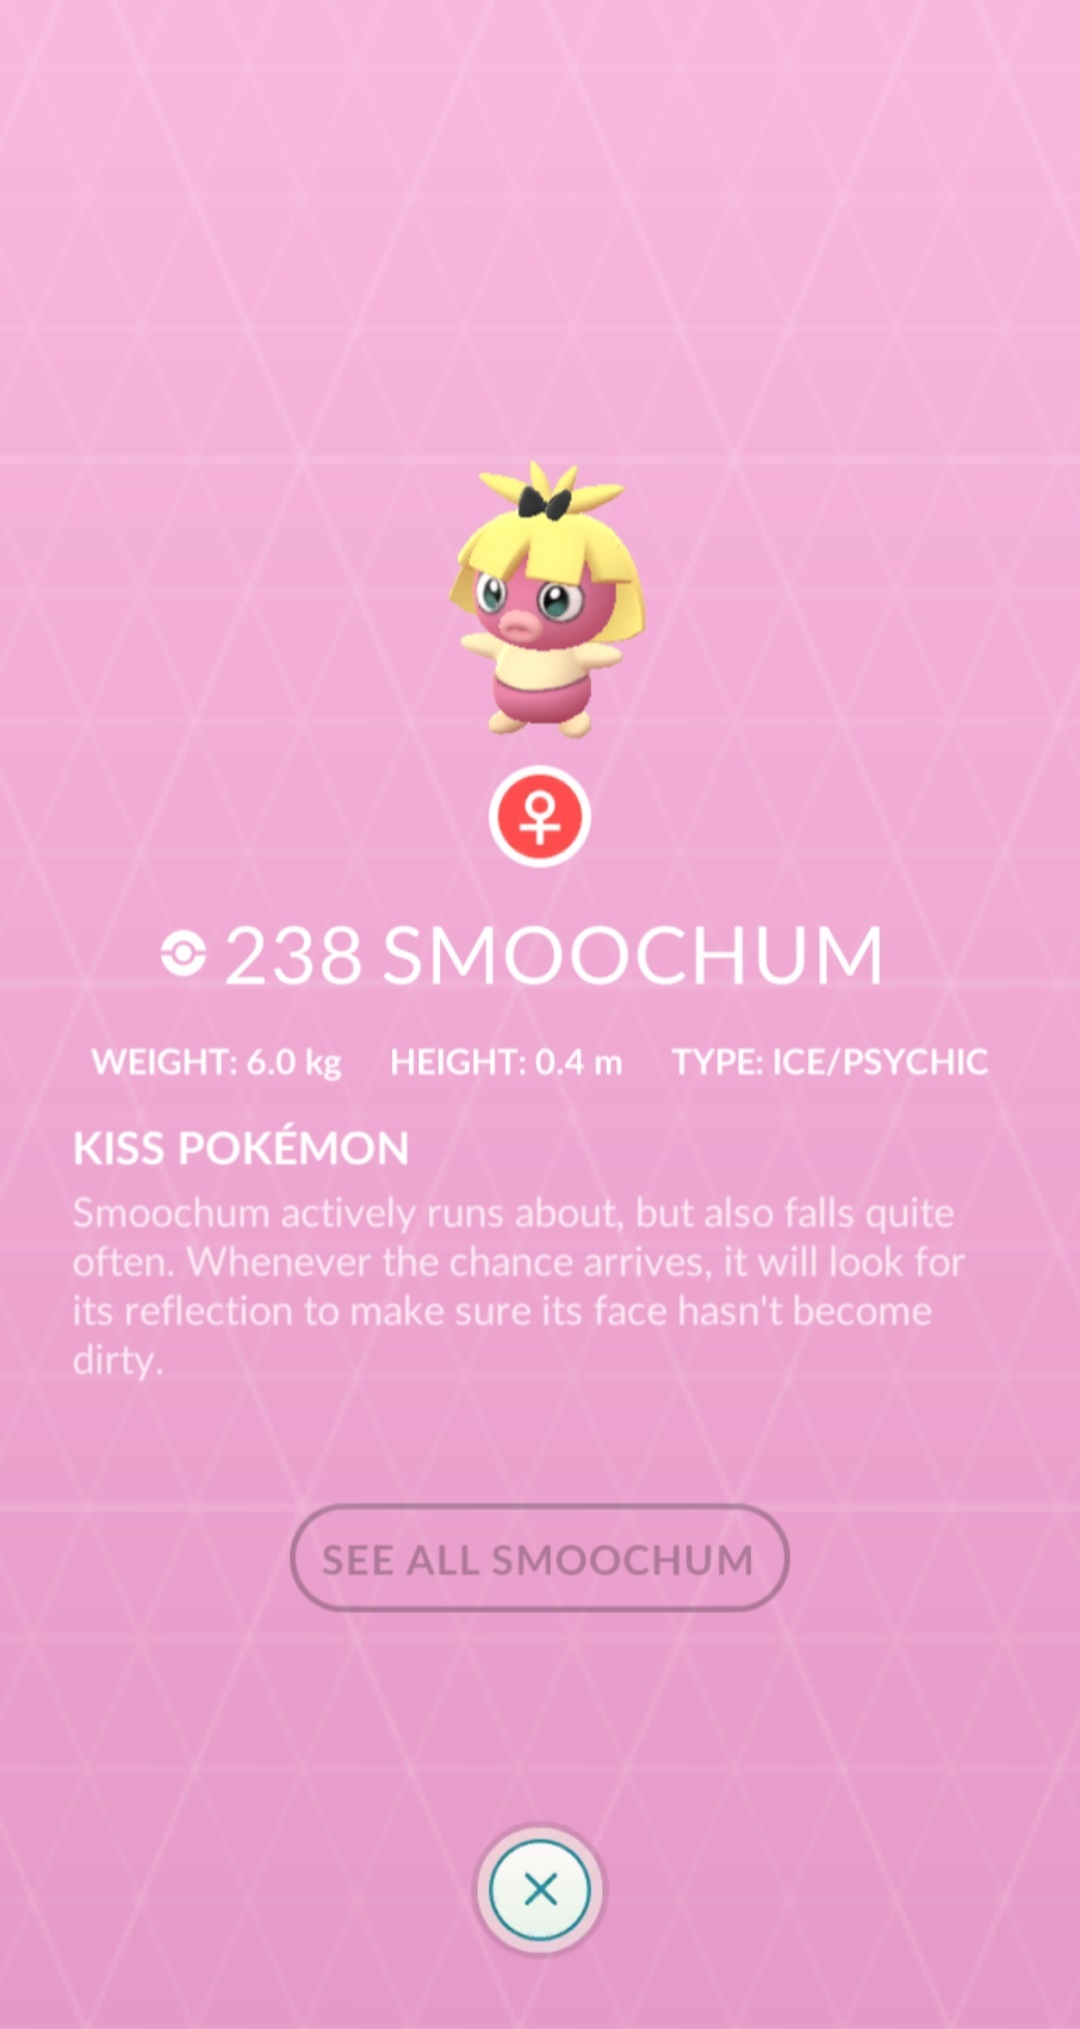 238 SMOOCHUM
WEIGHT: 6.0 kg HEIGHT: 0.4 m TYPE: ICE/PSYCHIC
KISS POKÉMON
Smoochum actively runs about, but also falls quite
often. Whenever the chance arrives, it will look for
its reflection to make sure its face hasn't become
dirty.
SEE ALL SMOOCHUM